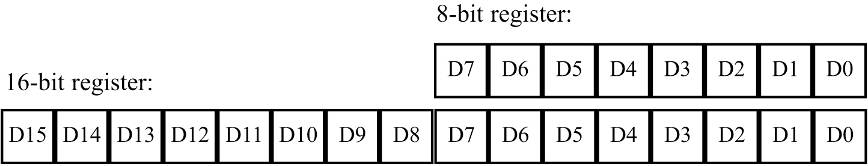 8-bit register:
D7 D6 D5 D4 D3 D2 D1 D0
16-bit register:
D15 D14 D13 D12 D11 D10 D9 D8 D7 D6 D5 D4 D3 D2 D1 D0